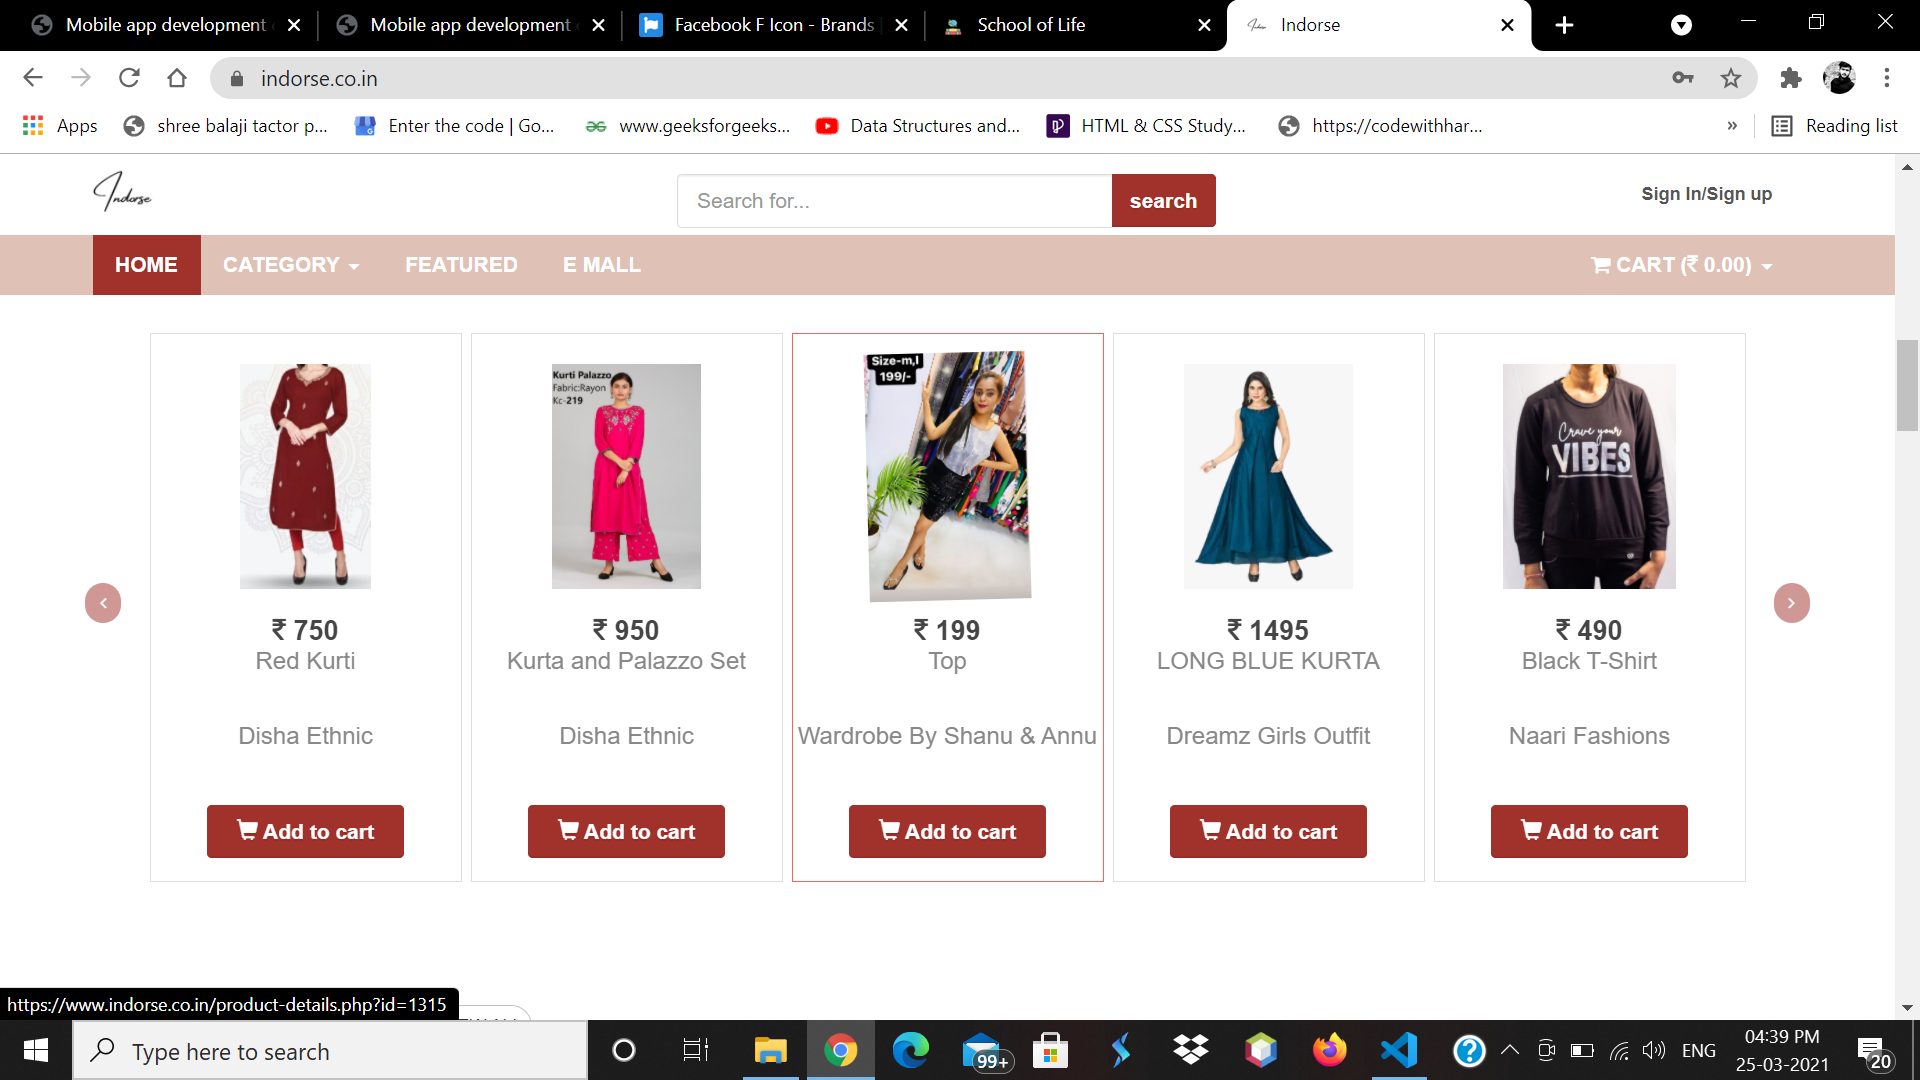 Mobile app development
Mobile app development
Facebook F Icon - Brands
School of Life
Indorse
indorse.co.in
Apps
shree balaji tactor p...
Enter the code | Go...
www.geeksforgeeks...
Data Structures and...
HTML & CSS Study...
https://codewithhar...
»
Reading list
Indorse
Search for...
search
Sign In/Sign up
HOME
CATEGORY
FEATURED
E MALL
CART (₹ 0.00)
Kurti Palazzo
Fabric:Rayon
Kc-219
Size-m,l
199/-
Crave your
VIBES
₹ 750
₹ 950
₹ 199
₹ 1495
₹ 490
Red Kurti
Kurta and Palazzo Set
Top
LONG BLUE KURTA
Black T-Shirt
Disha Ethnic
Disha Ethnic
Wardrobe By Shanu & Annu
Dreamz Girls Outfit
Naari Fashions
Add to cart
Add to cart
Add to cart
Add to cart
Add to cart
https://www.indorse.co.in/product-details.php?id=1315
Type here to search
99+
ENG
04:39 PM
25-03-2021
20